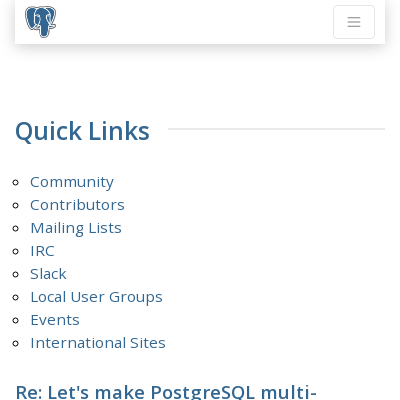 Quick Links
Community
Contributors
Mailing Lists
IRC
Slack
Local User Groups
Events
International Sites
Re: Let's make PostgreSQL multi-